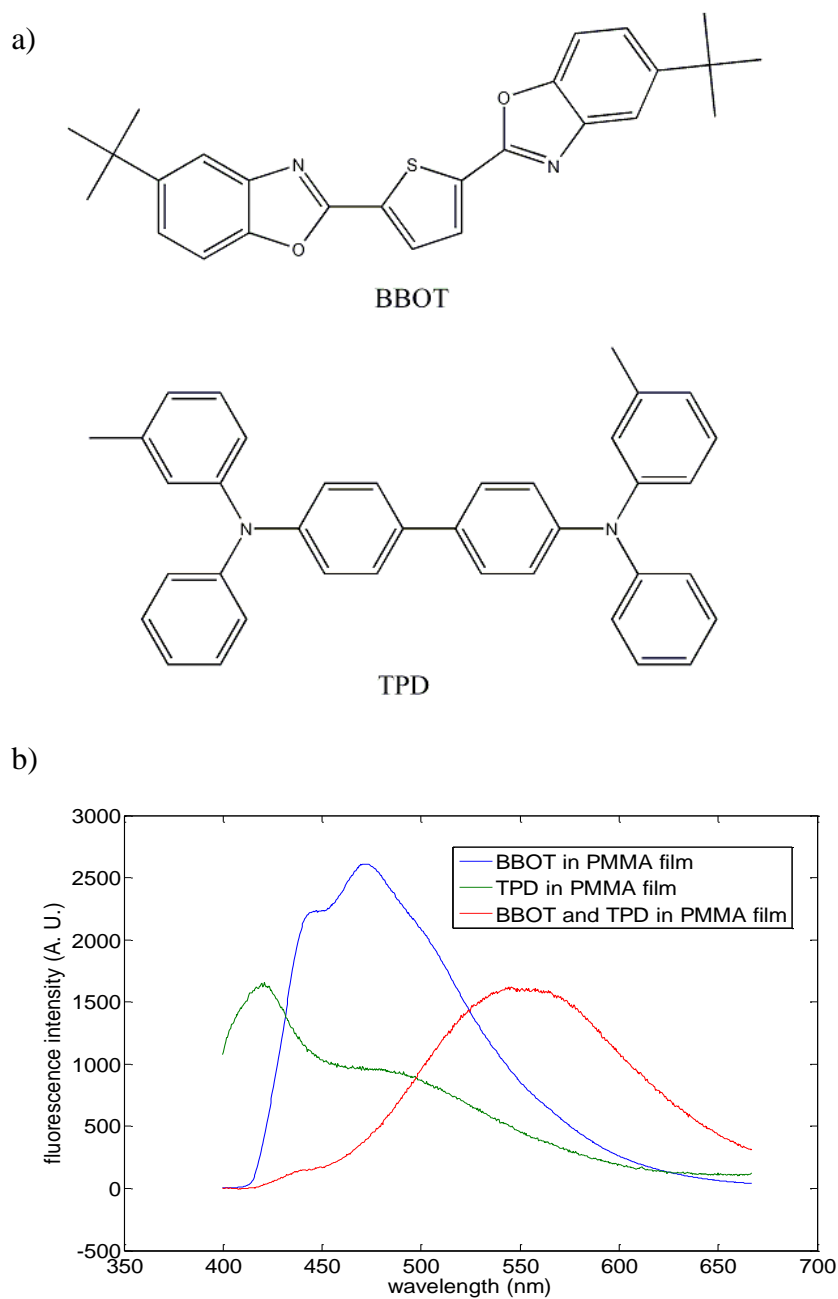 a)
O
N
S
N
O
BBOT
N
N
TPD
b)
3000
2500
2000
1500
1000
500
0
-500
fluorescence intensity (A. U.)
BBOT in PMMA film
TPD in PMMA film
BBOT and TPD in PMMA film
350 400 450 500 550 600 650 700
wavelength (nm)